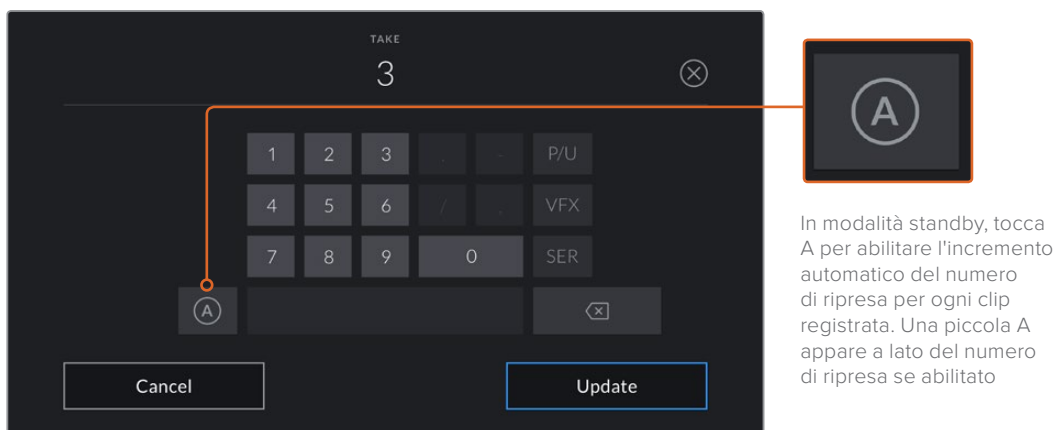 TAKE
3
1 2 3 . - P/U
4 5 6 / , VFX
7 8 9 0 SER
A
Cancel Update
A
In modalità standby, tocca
A per abilitare l'incremento
automatico del numero
di ripresa per ogni clip
registrata. Una piccola A
appare a lato del numero
di ripresa se abilitato